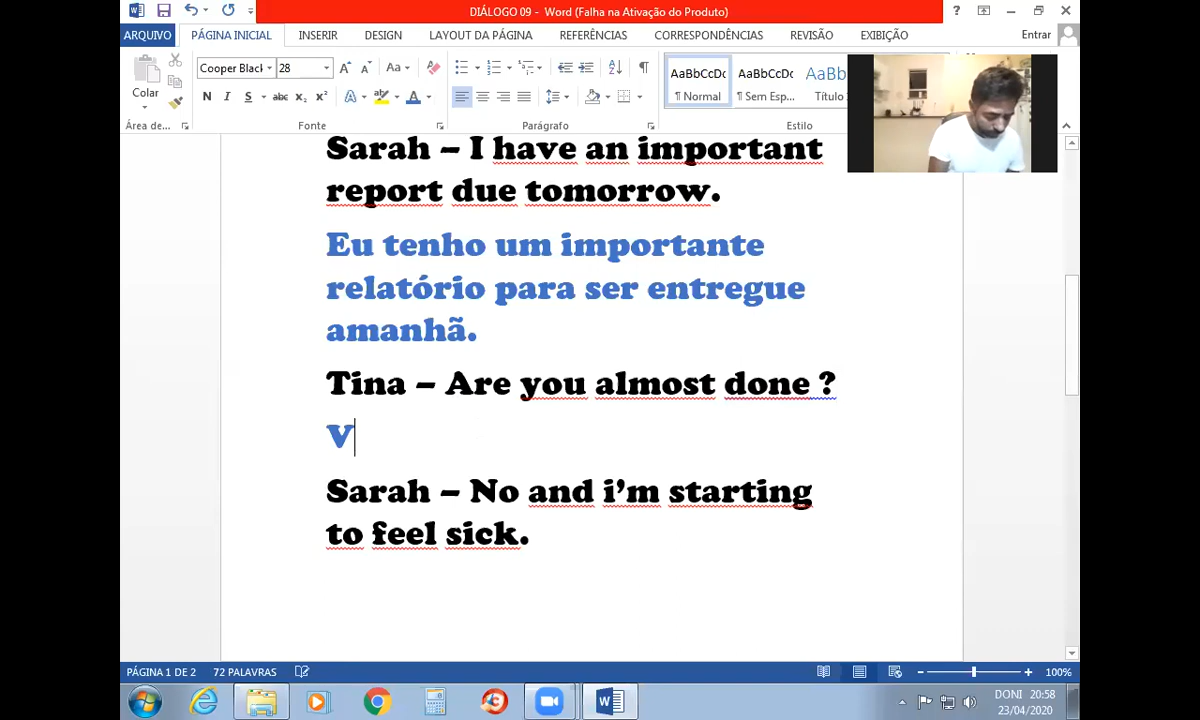 DIÁLOGO 09 - Word (Falha na Ativação do Produto)
ARQUIVO PÁGINA INICIAL INSERIR DESIGN LAYOUT DA PÁGINA REFERÊNCIAS CORRESPONDÊNCIAS REVISÃO EXIBIÇÃO Entrar
Colar
Cooper Black 28 Aa
N I S abc x₂ x² A A
AaBbCcDc AaBbCcDc AaBb
¶ Normal ¶ Sem Esp... Título
Área de... Fonte Parágrafo Estilo
Sarah – I have an important
report due tomorrow.
Eu tenho um importante
relatório para ser entregue
amanhã.
Tina – Are you almost done ?
V
Sarah – No and i’m starting
to feel sick.
PÁGINA 1 DE 2 72 PALAVRAS 100%
DONI 20:58
23/04/2020